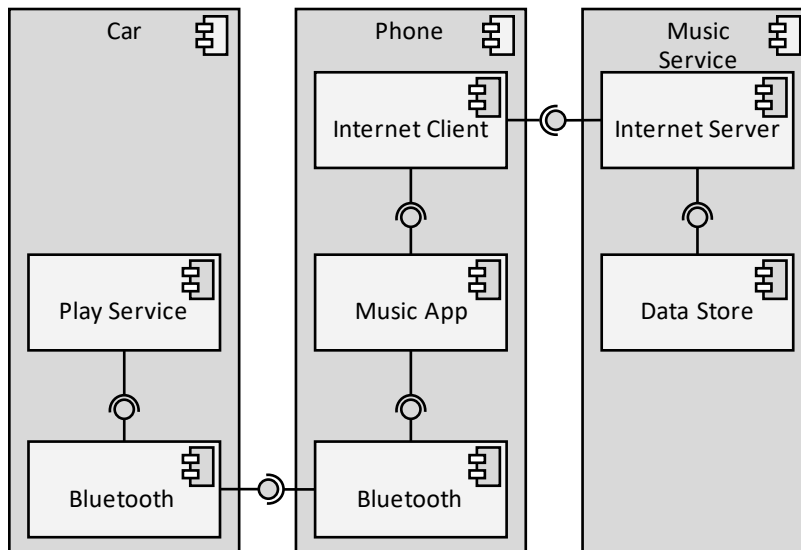 Car
Phone
Music
Service
Internet Client
Internet Server
Play Service
Music App
Data Store
Bluetooth
Bluetooth